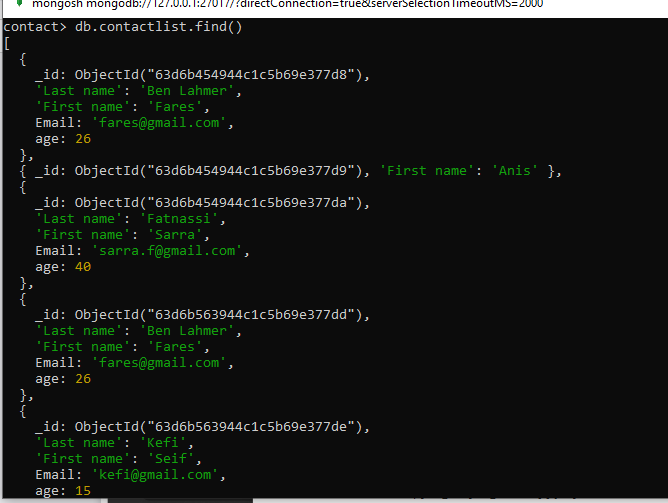 mongosh mongodb://127.0.0.1:27017/?directConnection=true&serverSelectionTimeoutMS=2000
contact> db.contactlist.find()
[
  {
    _id: ObjectId("63d6b454944c1c5b69e377d8"),
    'Last name': 'Ben Lahmer',
    'First name': 'Fares',
    Email: 'fares@gmail.com',
    age: 26
  },
  { _id: ObjectId("63d6b454944c1c5b69e377d9"), 'First name': 'Anis' },
  {
    _id: ObjectId("63d6b454944c1c5b69e377da"),
    'Last name': 'Fatnassi',
    'First name': 'Sarra',
    Email: 'sarra.f@gmail.com',
    age: 40
  },
  {
    _id: ObjectId("63d6b563944c1c5b69e377dd"),
    'Last name': 'Ben Lahmer',
    'First name': 'Fares',
    Email: 'fares@gmail.com',
    age: 26
  },
  {
    _id: ObjectId("63d6b563944c1c5b69e377de"),
    'Last name': 'Kefi',
    'First name': 'Seif',
    Email: 'kefi@gmail.com',
    age: 15